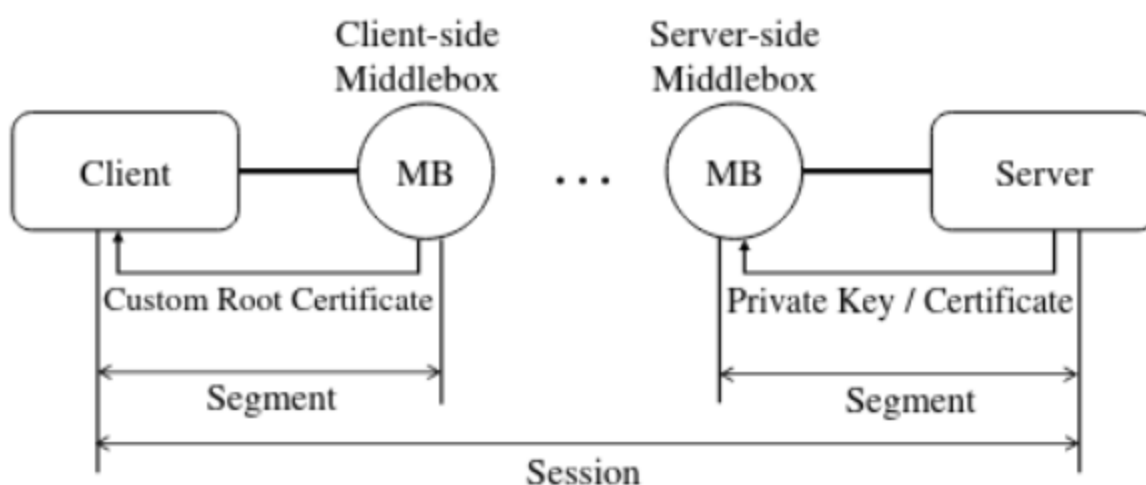 Client-side
Middlebox
Server-side
Middlebox
Client
MB
...
MB
Server
Custom Root Certificate
Private Key / Certificate
Segment
Segment
Session